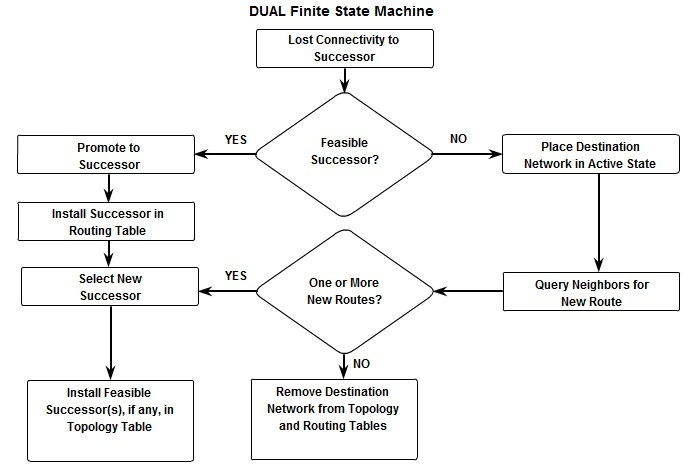 DUAL Finite State Machine
Lost Connectivity to
Successor
Feasible
Successor?
YES
NO
Promote to
Successor
Place Destination
Network in Active State
Install Successor in
Routing Table
Select New
Successor
YES
One or More
New Routes?
Query Neighbors for
New Route
NO
Install Feasible
Successor(s), if any, in
Topology Table
Remove Destination
Network from Topology
and Routing Tables